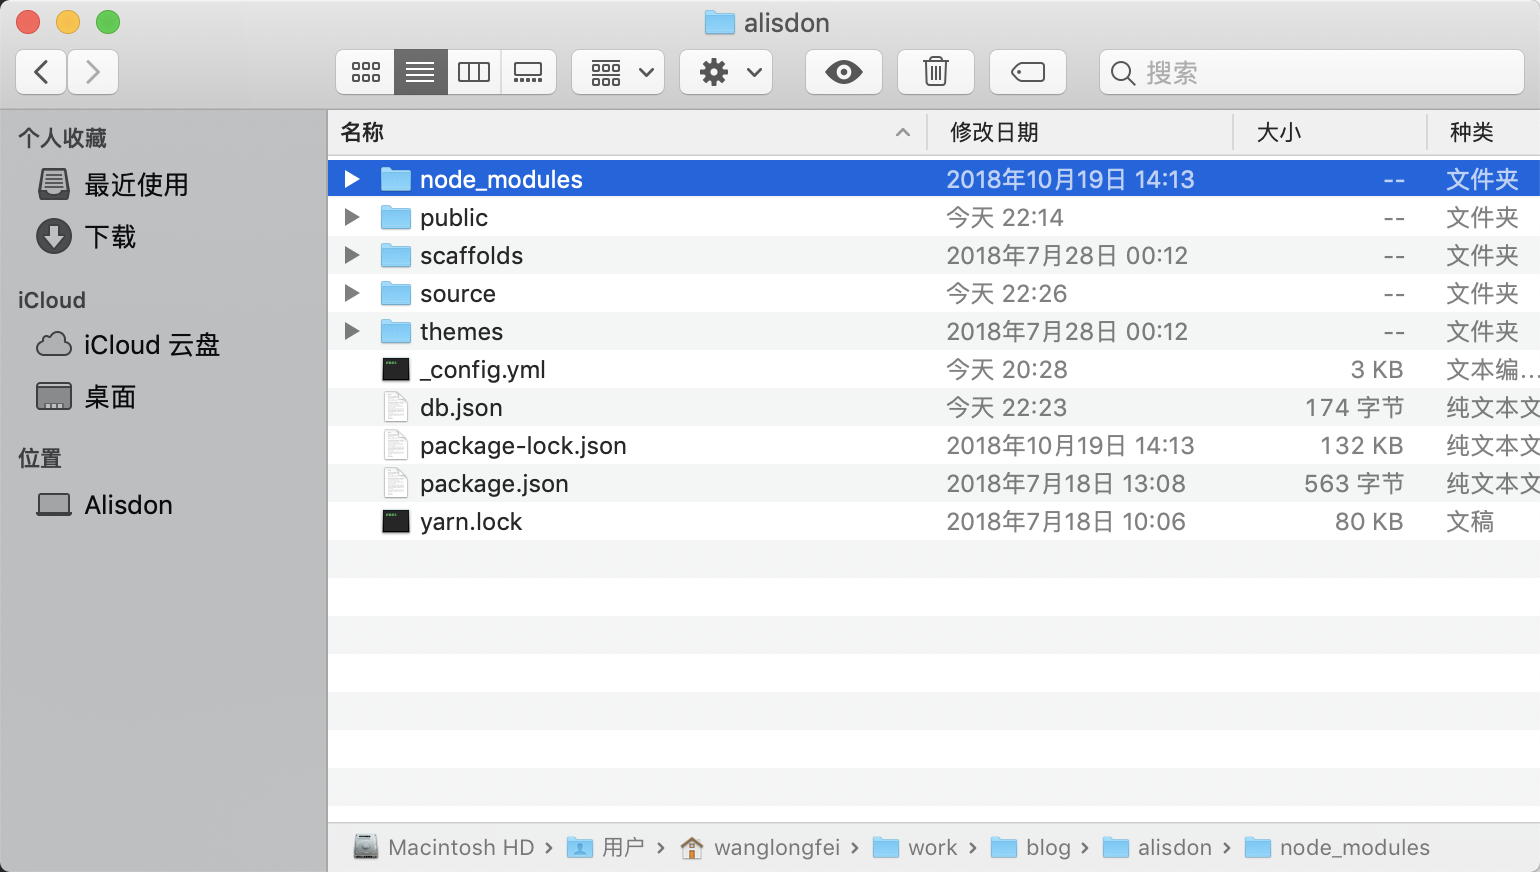 alisdon
搜索
个人收藏
最近使用
下载
iCloud
iCloud 云盘
桌面
位置
Alisdon
名称 修改日期 大小 种类
node_modules 2018年10月19日 14:13 -- 文件夹
public 今天 22:14 -- 文件夹
scaffolds 2018年7月28日 00:12 -- 文件夹
source 今天 22:26 -- 文件夹
themes 2018年7月28日 00:12 -- 文件夹
_config.yml 今天 20:28 3 KB 文本编...
db.json 今天 22:23 174 字节 纯文本文
package-lock.json 2018年10月19日 14:13 132 KB 纯文本文
package.json 2018年7月18日 13:08 563 字节 纯文本文
yarn.lock 2018年7月18日 10:06 80 KB 文稿
Macintosh HD › 用户 › wanglongfei › work › blog › alisdon › node_modules